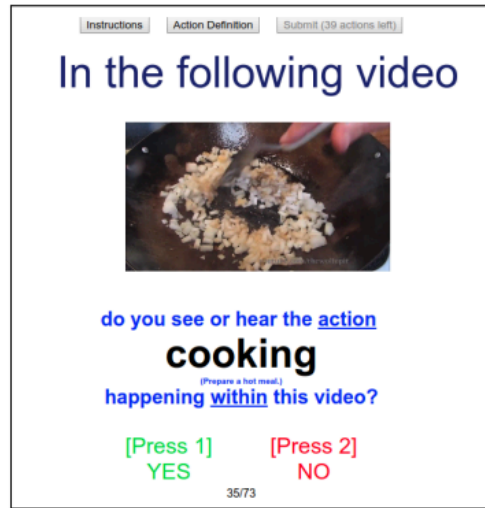 Instructions Action Definition Submit (39 actions left)
In the following video
do you see or hear the action
cooking
(Prepare a hot meal.)
happening within this video?
[Press 1] [Press 2]
YES NO
35/73